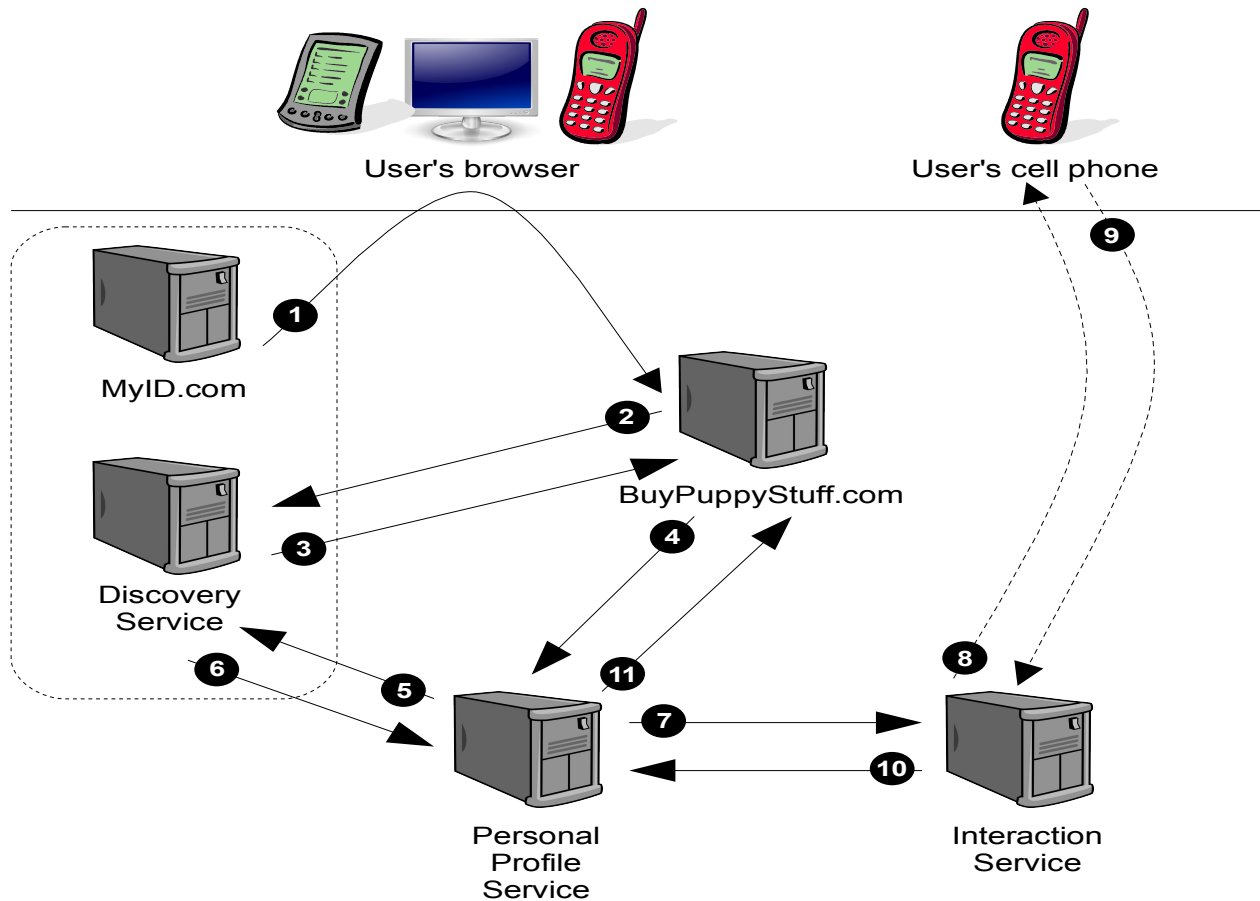 User's browser
User's cell phone
9
1
MyID.com
2
BuyPuppyStuff.com
3
4
Discovery
Service
6
5
11
8
7
10
Personal
Profile
Service
Interaction
Service